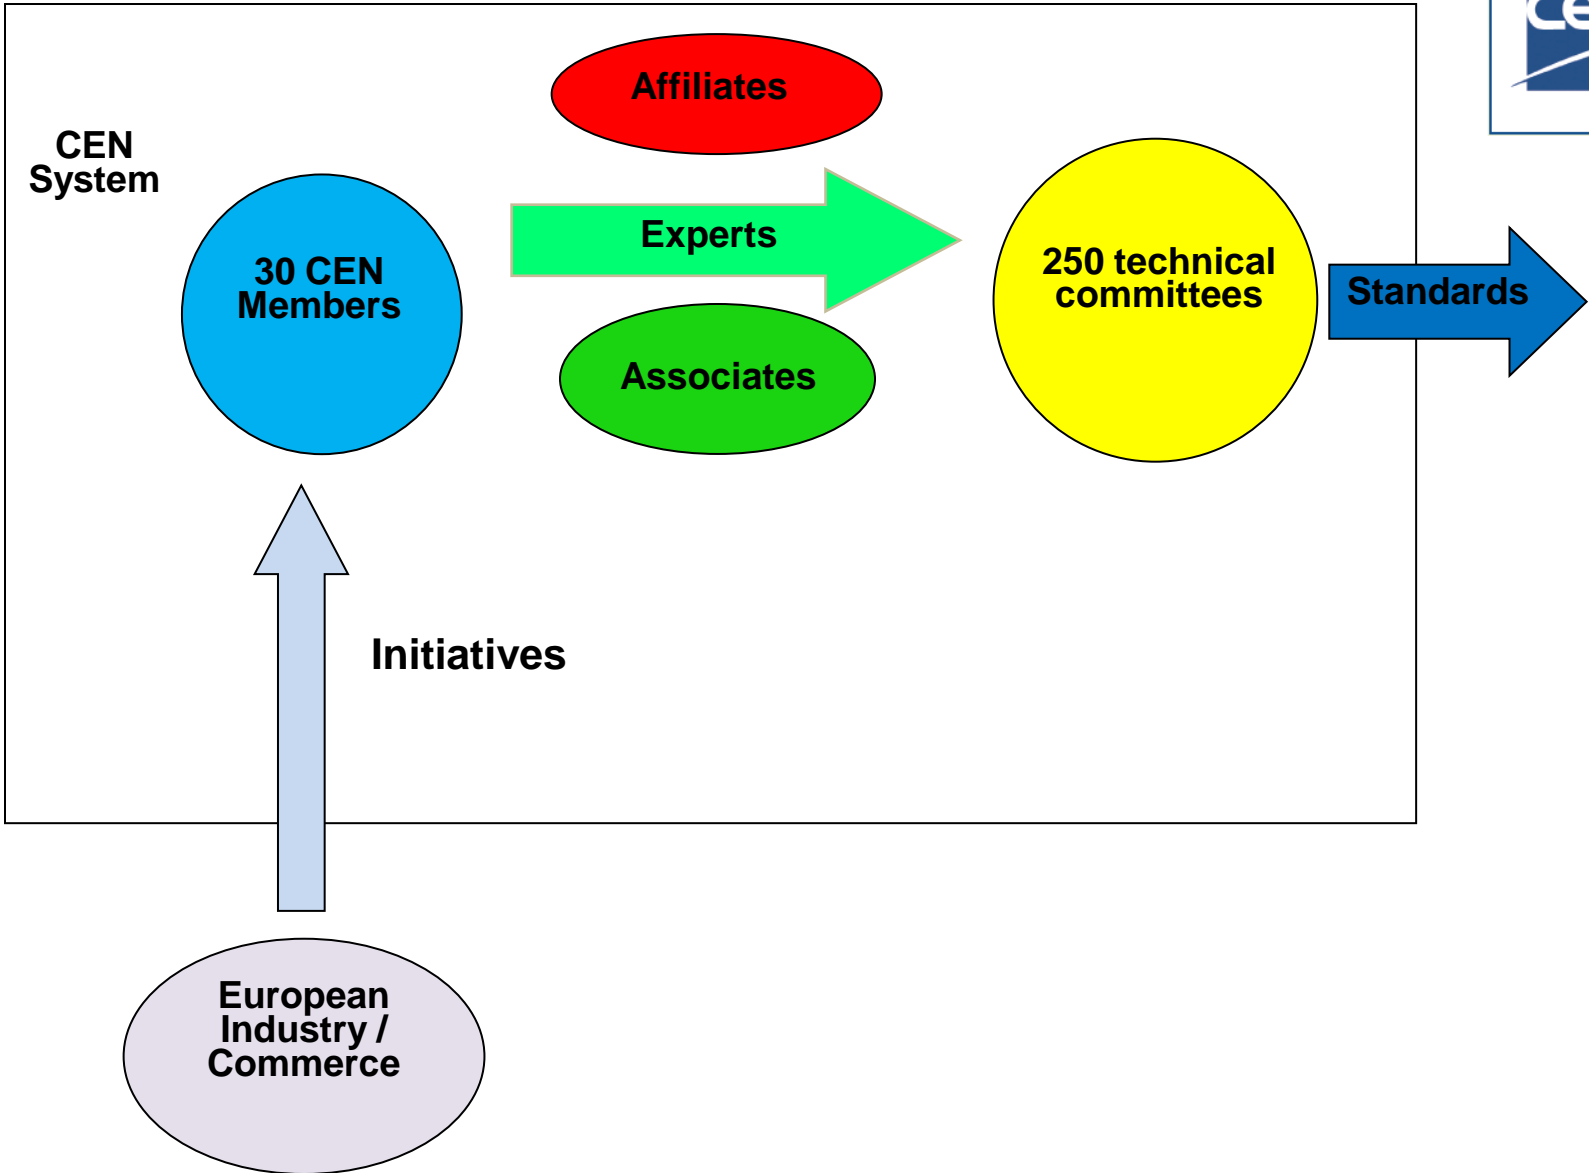 Affiliates
CEN
System
Experts
30 CEN
Members
250 technical
committees
Standards
Associates
Initiatives
European
Industry /
Commerce